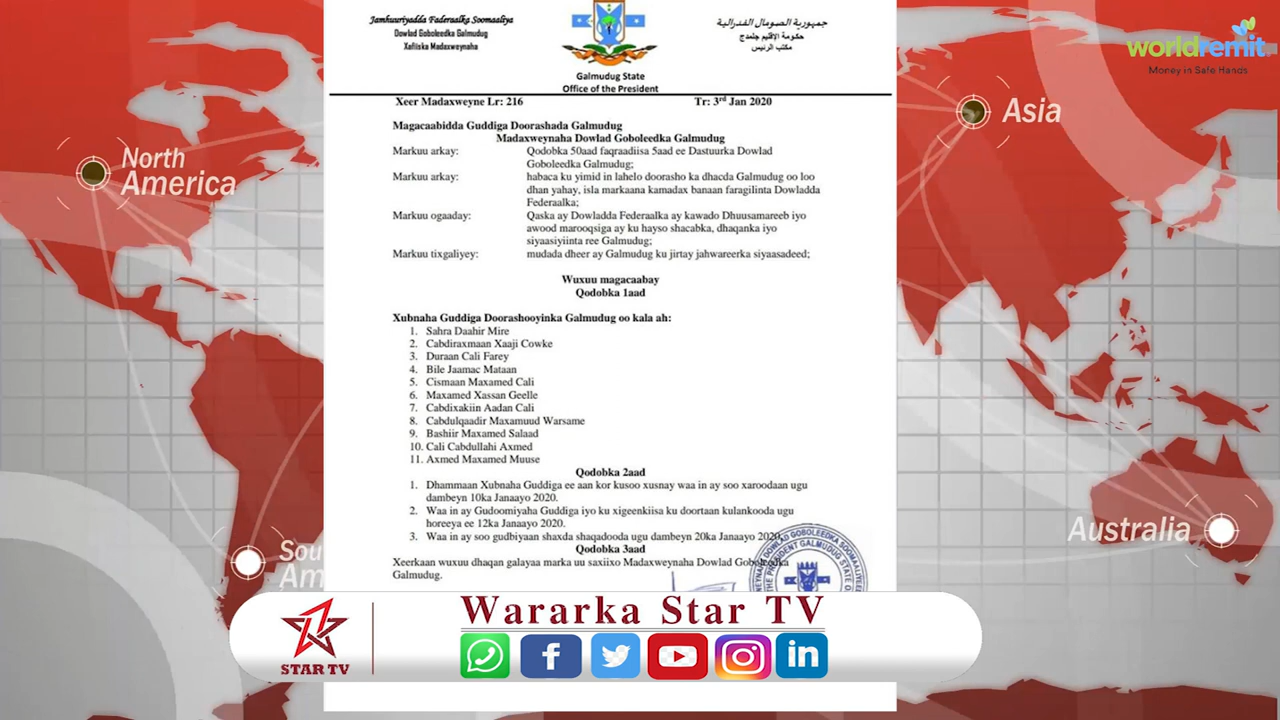 Jamhuuriyadda Faderaalka Soomaaliya
Dowlad Goboleedka Galmudug
Xafiiska Madaxweynaha
جمهورية الصومال الفدرالية
حكومة الإقليم جلمدج
مكتب الرئيس
Galmudug State
Office of the President
Xeer Madaxweyne Lr: 216
Tr: 3rd Jan 2020
Magacaabidda Guddiga Doorashada Galmudug
Madaxweynaha Dowlad Goboleedka Galmudug
Markuu arkay: Qodobka 50aad faqraadiisa 5aad ee Dastuurka Dowlad
Goboleedka Galmudug;
Markuu arkay: habaca ku yimid in lahelo doorasho ka dhacda Galmudug oo loo
dhan yahay, isla markaana kamadax banaan faragilinta Dowladda
Federaalka;
Markuu ogaaday: Qaska ay Dowladda Federaalka ay kawado Dhuusamareeb iyo
awood marooqsiga ay ku hayso shacabka, dhaqanka iyo
siyaasiyiinta ree Galmudug;
Markuu tixgaliyey: mudada dheer ay Galmudug ku jirtay jahwareerka siyaasadeed;
Wuxuu magacaabay
Qodobka 1aad
Xubnaha Guddiga Doorashooyinka Galmudug oo kala ah:
1. Sahra Daahir Mire
2. Cabdiraxmaan Xaaji Cowke
3. Duraan Cali Farey
4. Bile Jaamac Mataan
5. Cismaan Maxamed Cali
6. Maxamed Xassan Geelle
7. Cabdixakiin Aadan Cali
8. Cabdulqaadir Maxamuud Warsame
9. Bashiir Maxamed Salaad
10. Cali Cabdullahi Axmed
11. Axmed Maxamed Muuse
Qodobka 2aad
1. Dhammaan Xubnaha Guddiga ee aan kor kusoo xusnay waa in ay soo xaroodaan ugu
dambeyn 10ka Janaayo 2020.
2. Waa in ay Gudoomiyaha Guddiga iyo ku xigeenkiisa ku doortaan kulankooda ugu
horeeya ee 12ka Janaayo 2020.
3. Waa in ay soo gudbiyaan shaxda shaqadooda ugu dambeyn 20ka Janaayo 2020.
Qodobka 3aad
Xeerkaan wuxuu dhaqan galayaa marka uu saxiixo Madaxweynaha Dowlad Goboleedka
Galmudug.
North
America
Asia
Australia
Sou
Am
worldremit
Money in Safe Hands
STAR TV
Wararka Star TV
f
in